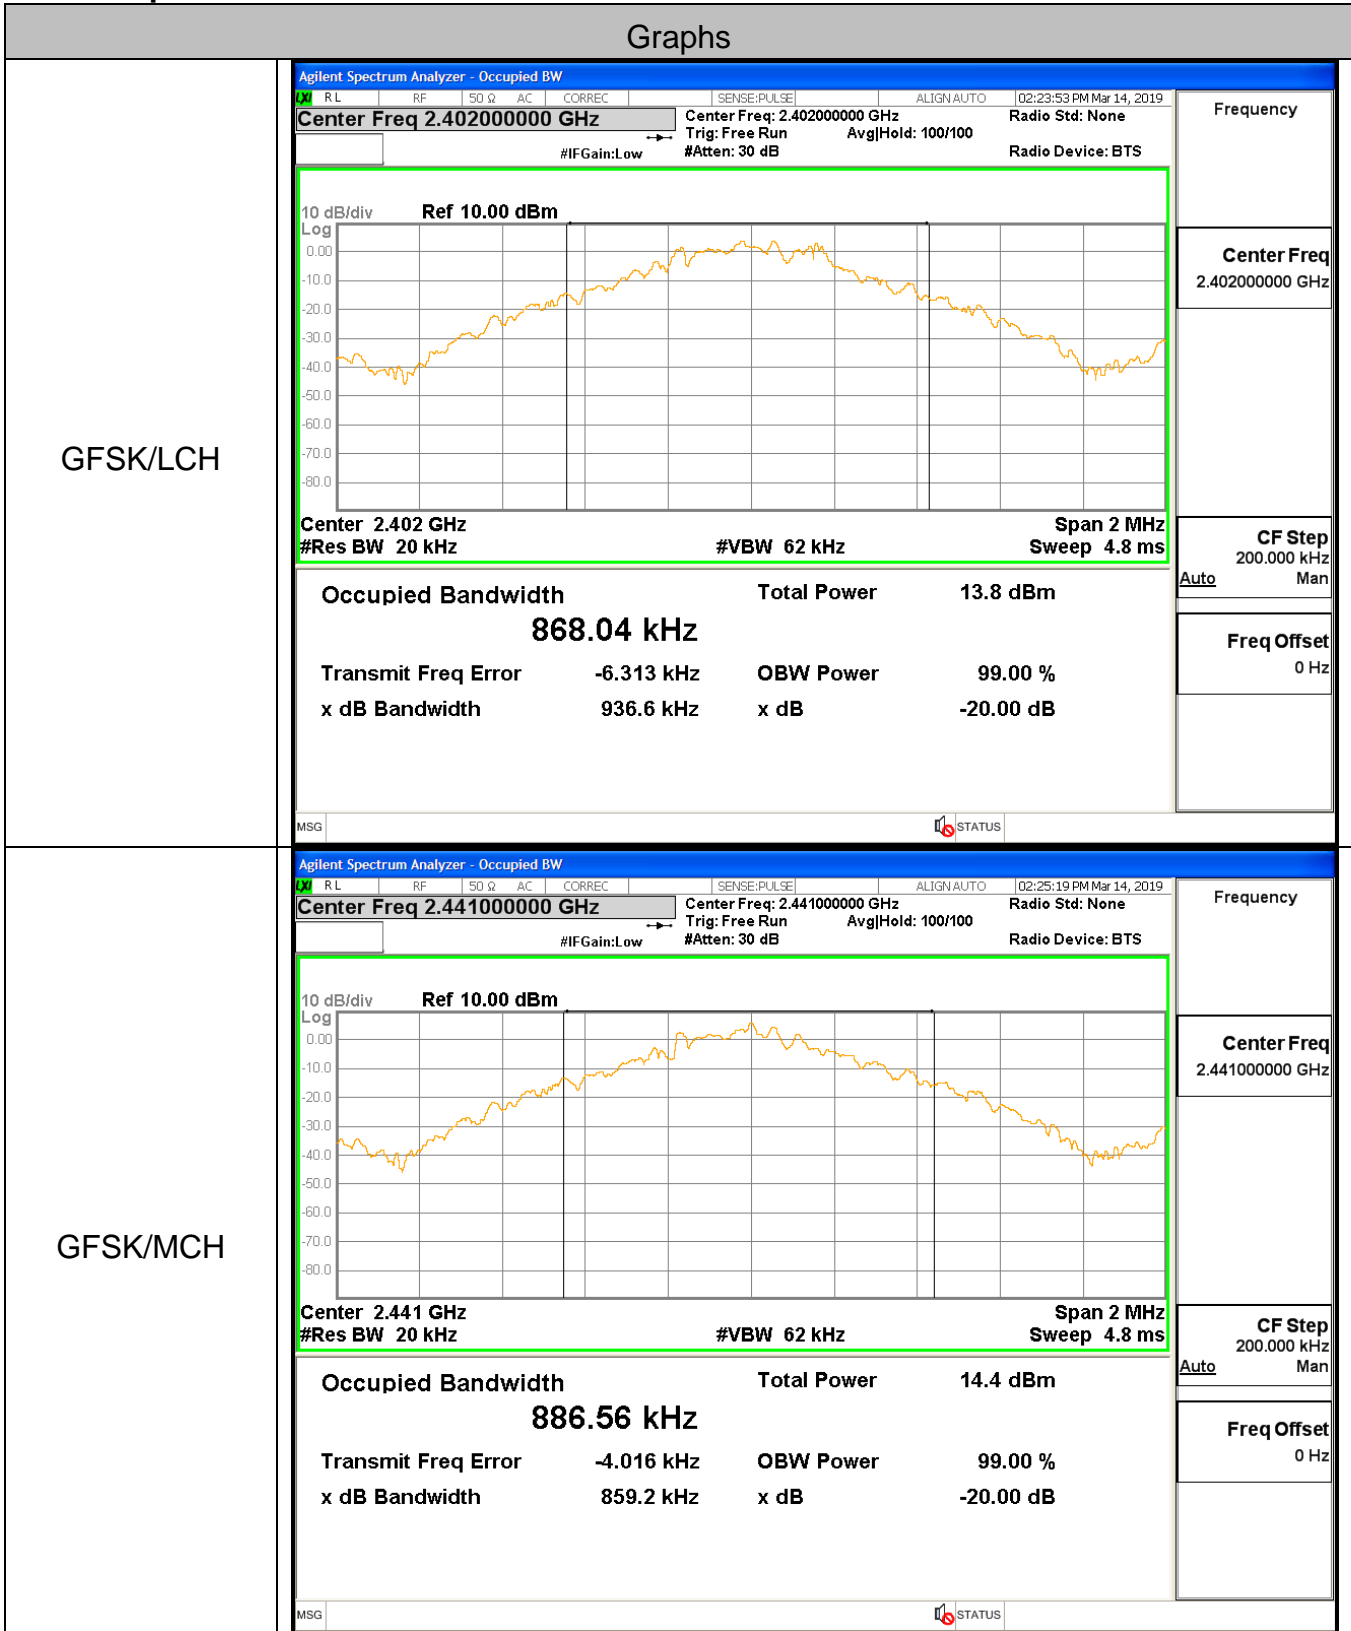 Graphs
GFSK/LCH
Agilent Spectrum Analyzer - Occupied BW
LXI RL RF 50 Ω AC CORREC SENSE:PULSE ALIGN AUTO 02:23:53 PM Mar 14, 2019
Center Freq 2.402000000 GHz
Center Freq: 2.402000000 GHz Radio Std: None
Trig: Free Run Avg|Hold: 100/100
#IFGain:Low #Atten: 30 dB Radio Device: BTS
10 dB/div Ref 10.00 dBm
Log
0.00
-10.0
-20.0
-30.0
-40.0
-50.0
-60.0
-70.0
-80.0
Center 2.402 GHz Span 2 MHz
#Res BW 20 kHz #VBW 62 kHz Sweep 4.8 ms
Occupied Bandwidth Total Power 13.8 dBm
868.04 kHz
Transmit Freq Error -6.313 kHz OBW Power 99.00 %
x dB Bandwidth 936.6 kHz x dB -20.00 dB
MSG STATUS
Frequency
Center Freq
2.402000000 GHz
CF Step
200.000 kHz
Auto Man
Freq Offset
0 Hz
GFSK/MCH
Agilent Spectrum Analyzer - Occupied BW
LXI RL RF 50 Ω AC CORREC SENSE:PULSE ALIGN AUTO 02:25:19 PM Mar 14, 2019
Center Freq 2.441000000 GHz
Center Freq: 2.441000000 GHz Radio Std: None
Trig: Free Run Avg|Hold: 100/100
#IFGain:Low #Atten: 30 dB Radio Device: BTS
10 dB/div Ref 10.00 dBm
Log
0.00
-10.0
-20.0
-30.0
-40.0
-50.0
-60.0
-70.0
-80.0
Center 2.441 GHz Span 2 MHz
#Res BW 20 kHz #VBW 62 kHz Sweep 4.8 ms
Occupied Bandwidth Total Power 14.4 dBm
886.56 kHz
Transmit Freq Error -4.016 kHz OBW Power 99.00 %
x dB Bandwidth 859.2 kHz x dB -20.00 dB
MSG STATUS
Frequency
Center Freq
2.441000000 GHz
CF Step
200.000 kHz
Auto Man
Freq Offset
0 Hz